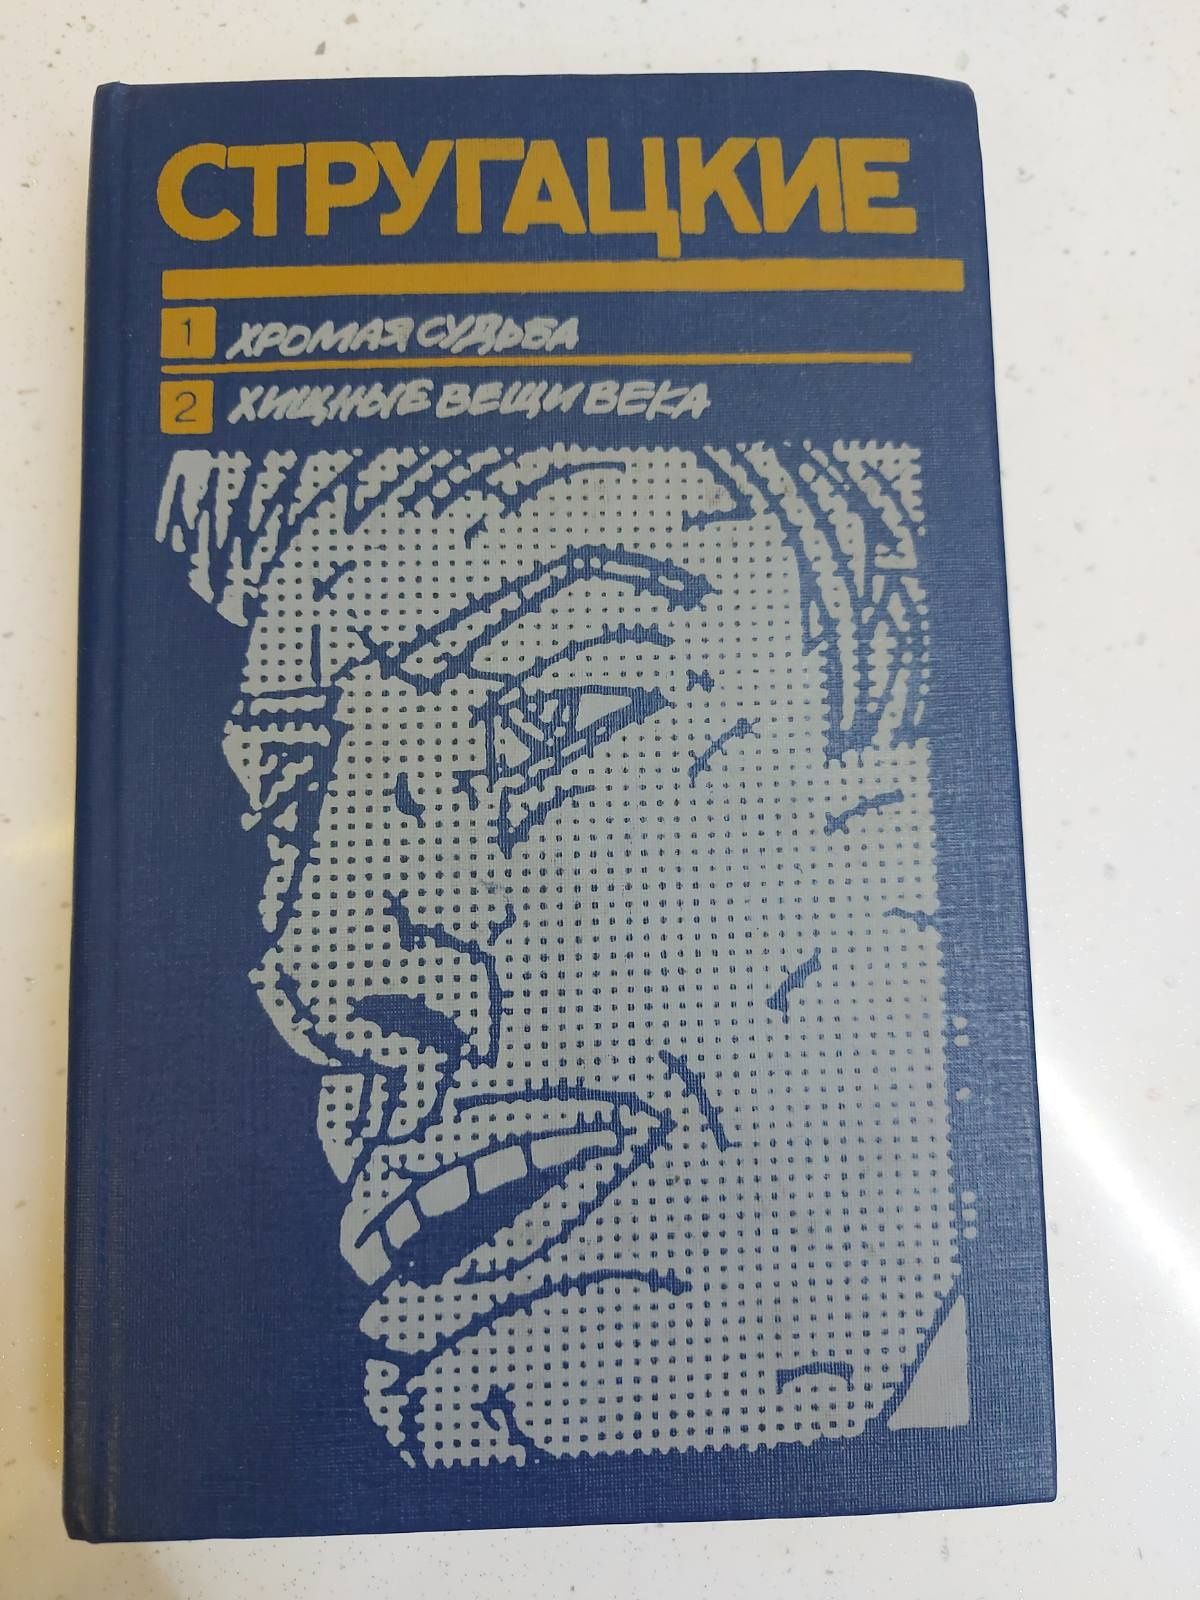 СТРУГАЦКИЕ
1 ХРОМАЯ СУДЬБА
2 ХИЩНЫЕ ВЕЩИ ВЕКА